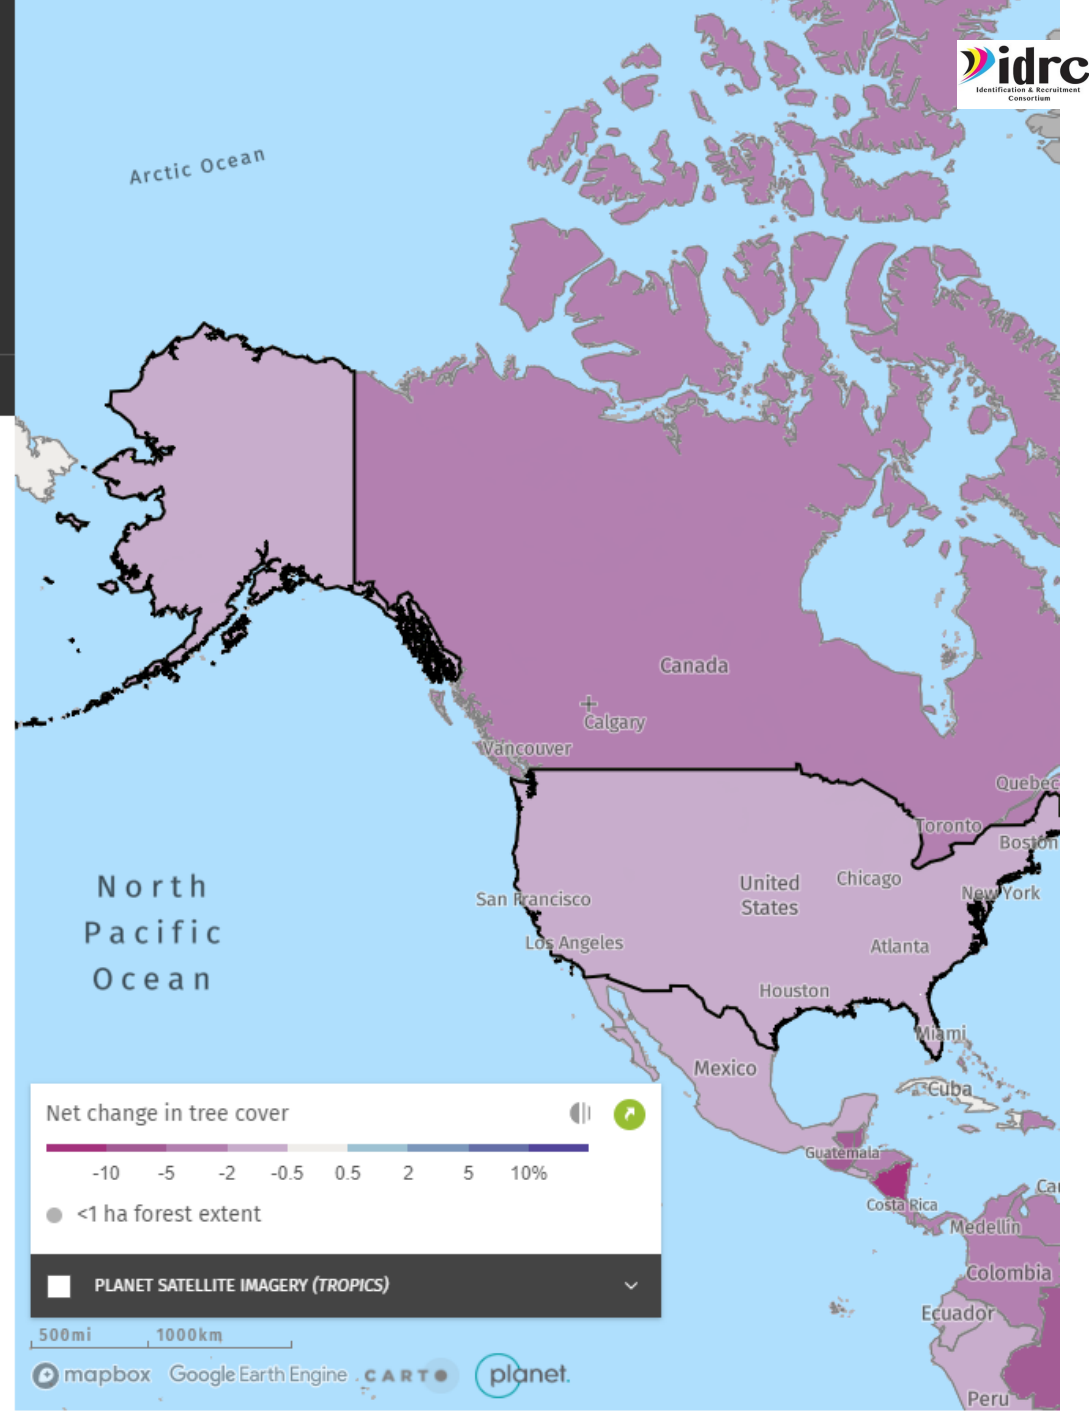 idrc
Identification & Recruitment
Consortium
Arctic Ocean
Canada
Calgary
Vancouver
Quebec
Toronto
Boston
Chicago
United
States
New York
San Francisco
Los Angeles
Atlanta
Houston
North
Pacific
Ocean
Miami
Mexico
Cuba
Guatemala
Costa Rica
Medellín
Colombia
Ecuador
Peru
Net change in tree cover
-10 -5 -2 -0.5 0.5 2 5 10%
<1 ha forest extent
PLANET SATELLITE IMAGERY (TROPICS)
500mi 1000km
mapbox Google Earth Engine CARTO planet.